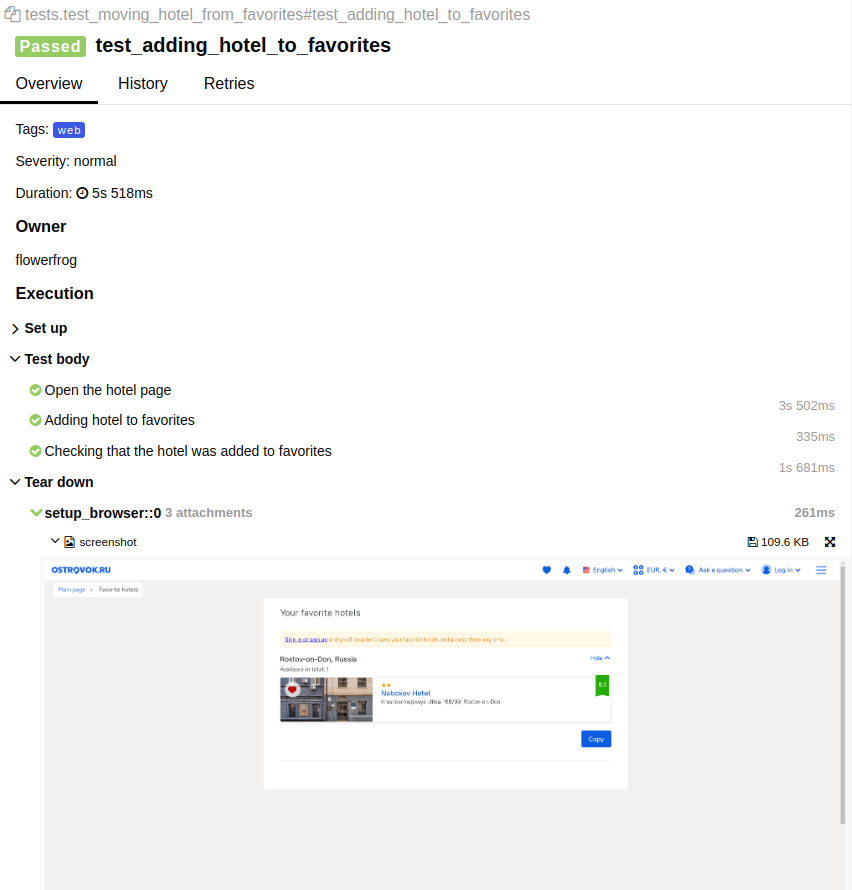 tests.test_moving_hotel_from_favorites#test_adding_hotel_to_favorites
Passed test_adding_hotel_to_favorites
Overview History Retries
Tags: web
Severity: normal
Duration: 5s 518ms
Owner
flowerfrog
Execution
Set up
Test body
Open the hotel page
3s 502ms
Adding hotel to favorites
335ms
Checking that the hotel was added to favorites
1s 681ms
Tear down
setup_browser::0 3 attachments 261ms
screenshot 109.6 KB
OSTROVOK.RU English EUR, € Ask a question Log in
Main page > Favorite hotels
Your favorite hotels
Sign in or sign up and you'll be able to save your favorite hotels and access them any time.
Rostov-on-Don, Russia Hide
Available in total: 1
9.1
Nabokov Hotel
Krasnoarmejskaya Ulitsa 168/99, Rostov-on-Don
Copy